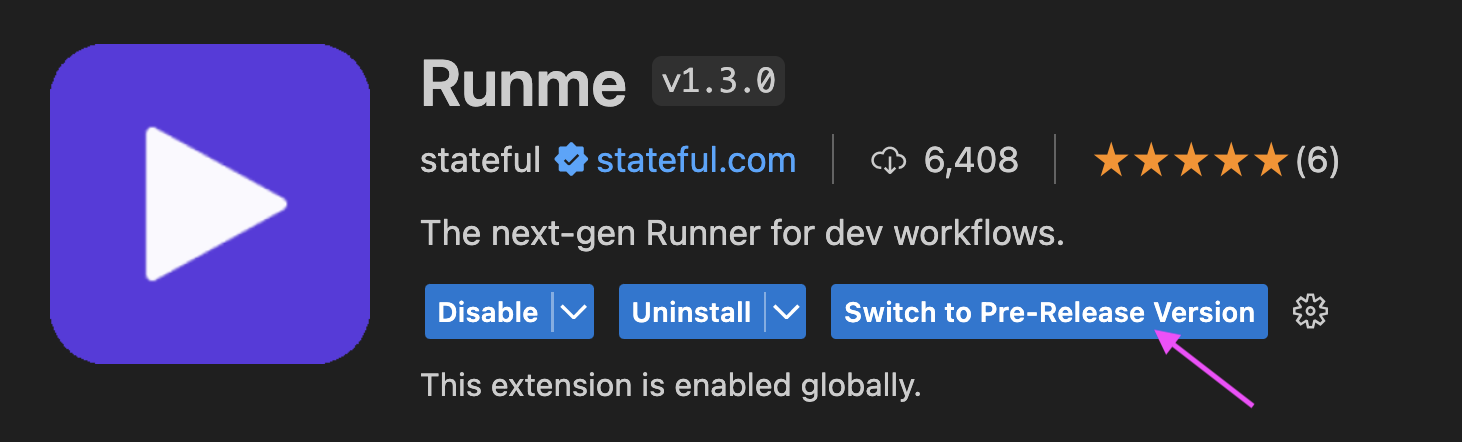 Runme v1.3.0
stateful stateful.com 6,408 (6)
The next-gen Runner for dev workflows.
Disable Uninstall Switch to Pre-Release Version
This extension is enabled globally.